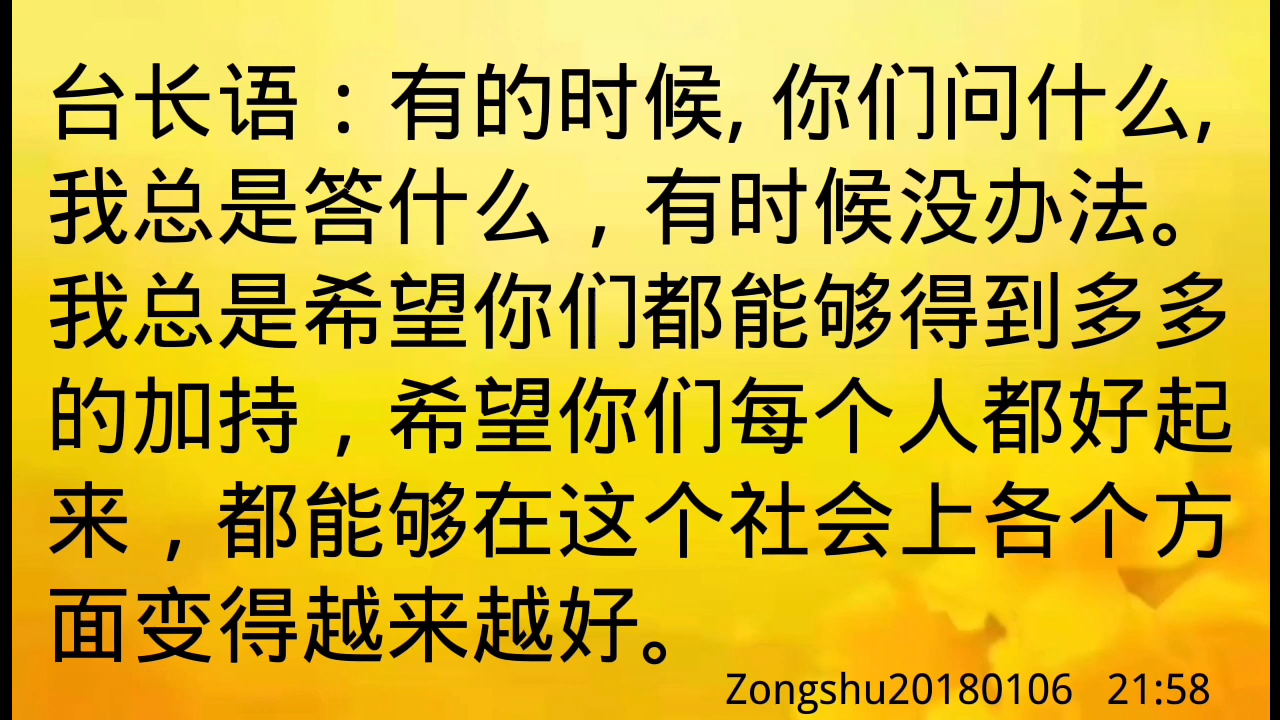 台长语：有的时候, 你们问什么,
我总是答什么，有时候没办法。
我总是希望你们都能够得到多多
的加持，希望你们每个人都好起
来，都能够在这个社会上各个方
面变得越来越好。
Zongshu20180106 21:58